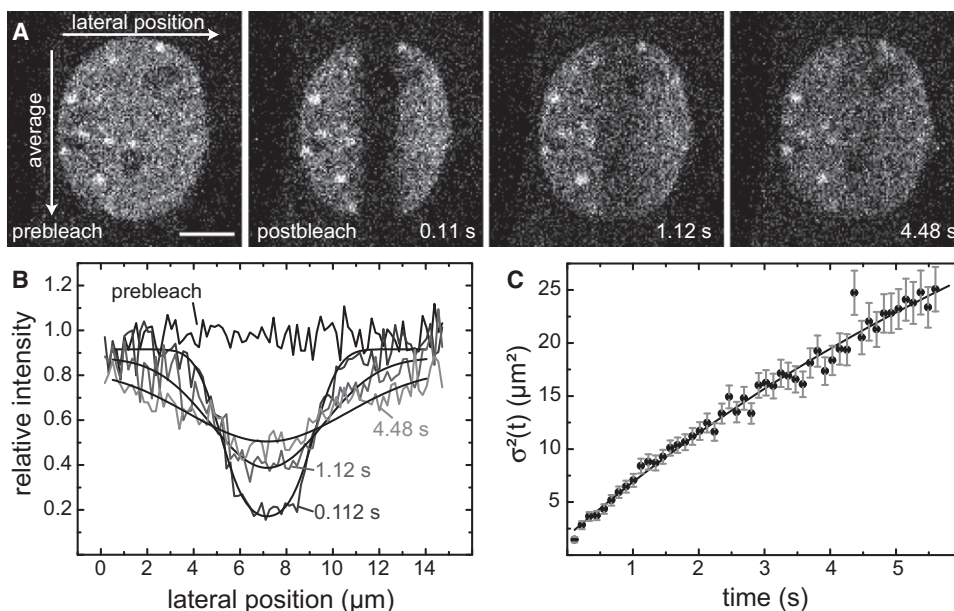 A
lateral position
average
prebleach
postbleach
0.11 s
1.12 s
4.48 s
B
prebleach
1.2
1.0
0.8
0.6
0.4
0.2
relative intensity
4.48 s
1.12 s
0.112 s
0 2 4 6 8 10 12 14
lateral position (µm)
C
25
20
15
10
5
σ²(t) (µm²)
1 2 3 4 5
time (s)